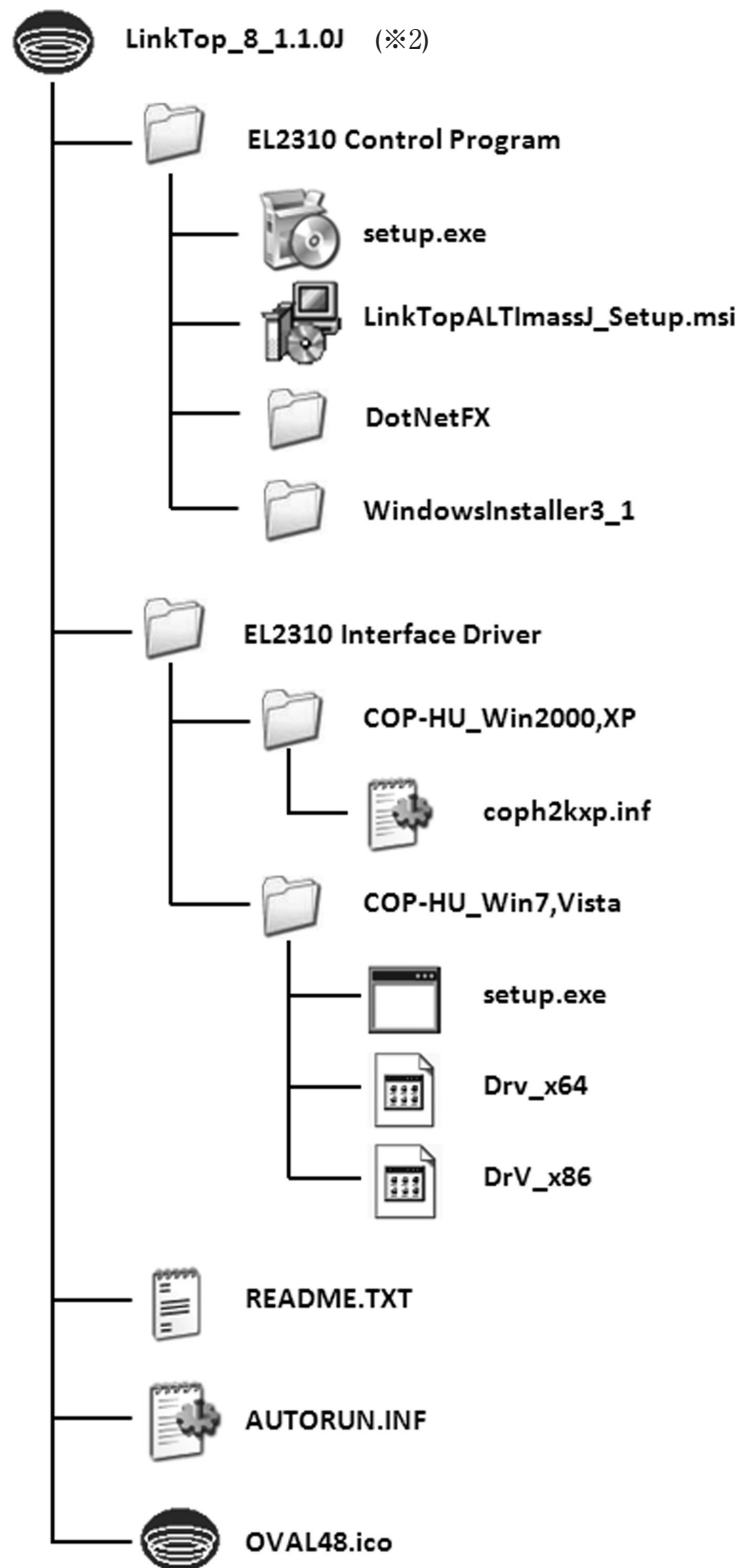 LinkTop_8_1.1.0J (※2)
EL2310 Control Program
setup.exe
LinkTopALTImassJ_Setup.msi
DotNetFX
WindowsInstaller3_1
EL2310 Interface Driver
COP-HU_Win2000,XP
coph2kxp.inf
COP-HU_Win7,Vista
setup.exe
Drv_x64
DrV_x86
README.TXT
AUTORUN.INF
OVAL48.ico